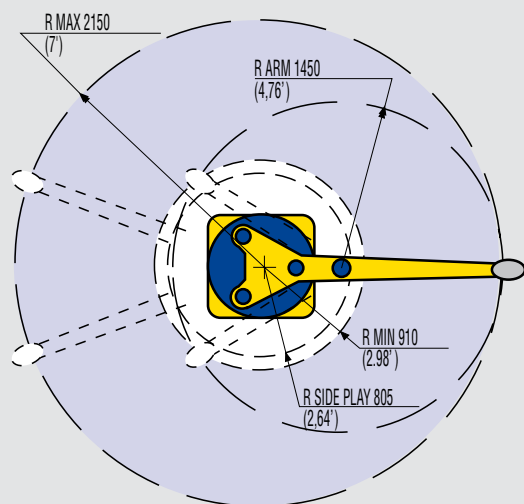 R MAX 2150
(7')
R ARM 1450
(4,76')
R MIN 910
(2.98')
R SIDE PLAY 805
(2,64')